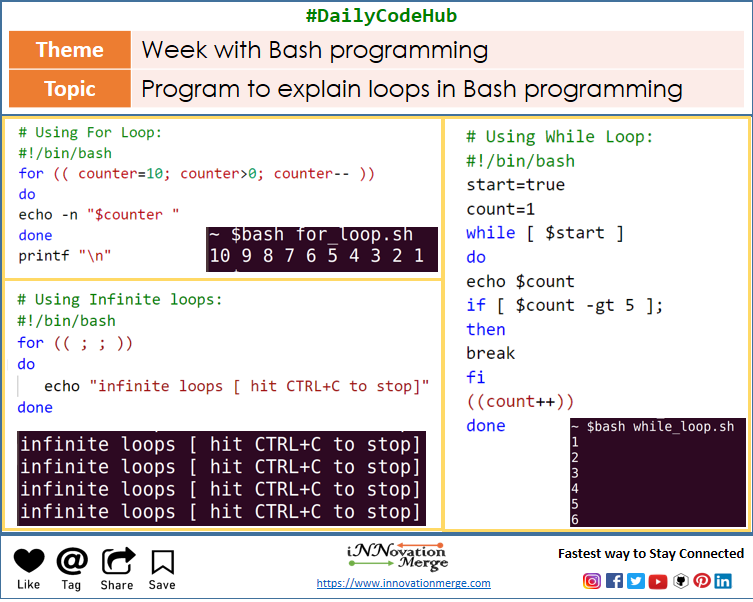 #DailyCodeHub
Theme
Week with Bash programming
Topic
Program to explain loops in Bash programming
# Using For Loop:
#!/bin/bash
for (( counter=10; counter>0; counter-- ))
do
echo -n "$counter "
done
printf "\n"
~ $bash for_loop.sh
10 9 8 7 6 5 4 3 2 1
# Using Infinite loops:
#!/bin/bash
for (( ; ; ))
do
echo "infinite loops [ hit CTRL+C to stop]"
done
infinite loops [ hit CTRL+C to stop]
infinite loops [ hit CTRL+C to stop]
infinite loops [ hit CTRL+C to stop]
infinite loops [ hit CTRL+C to stop]
# Using While Loop:
#!/bin/bash
start=true
count=1
while [ $start ]
do
echo $count
if [ $count -gt 5 ];
then
break
fi
((count++))
done
~ $bash while_loop.sh
1
2
3
4
5
6
Like
Tag
Share
Save
iNNovation
Merge
https://www.innovationmerge.com
Fastest way to Stay Connected